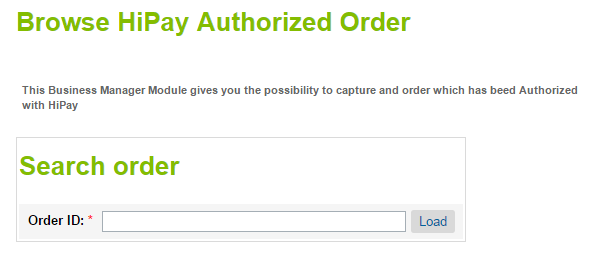 Browse HiPay Authorized Order
This Business Manager Module gives you the possibility to capture and order which has beed Authorized
with HiPay
Search order
Order ID: * Load